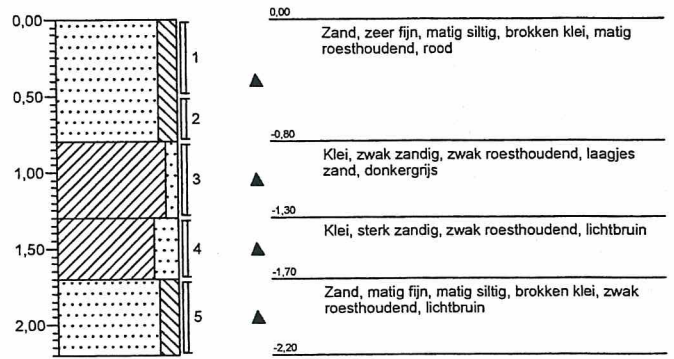 0,00
0,50
1,00
1,50
2,00
1
2
3
4
5
0,00
Zand, zeer fijn, matig siltig, brokken klei, matig
roesthoudend, rood
-0,80
Klei, zwak zandig, zwak roesthoudend, laagjes
zand, donkergrijs
-1,30
Klei, sterk zandig, zwak roesthoudend, lichtbruin
-1,70
Zand, matig fijn, matig siltig, brokken klei, zwak
roesthoudend, lichtbruin
-2,20